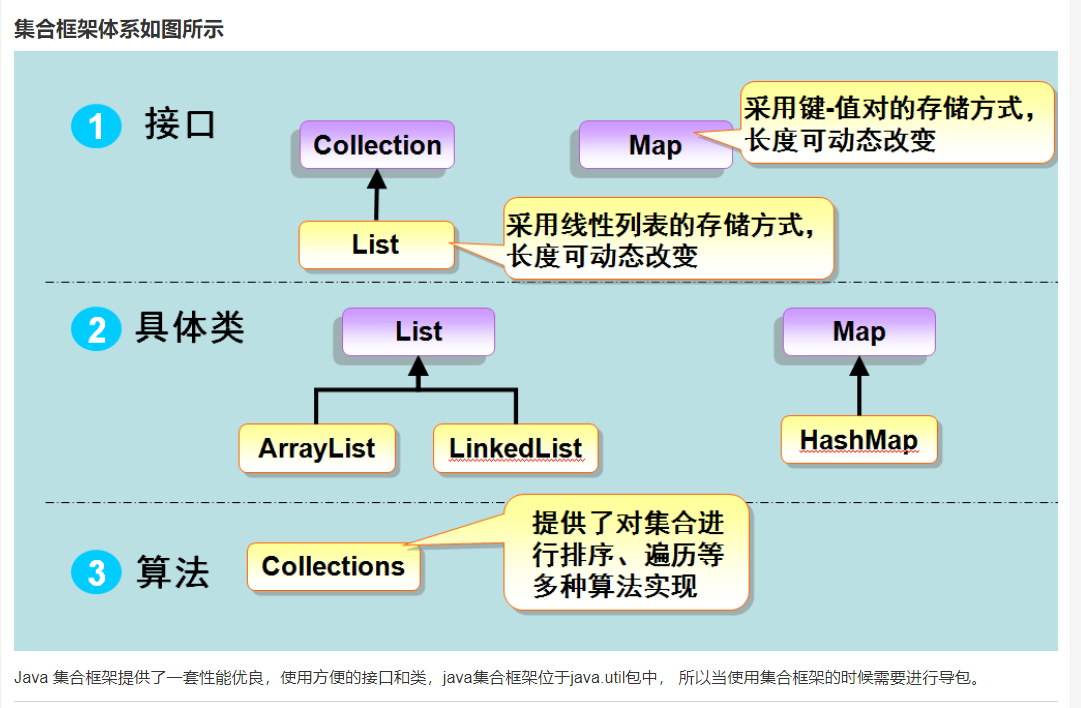 集合框架体系如图所示
1 接口
Collection
Map
采用键-值对的存储方式，
长度可动态改变
List
采用线性列表的存储方式，
长度可动态改变
2 具体类
List
Map
ArrayList
LinkedList
HashMap
3 算法
Collections
提供了对集合进
行排序、遍历等
多种算法实现
Java 集合框架提供了一套性能优良，使用方便的接口和类，java集合框架位于java.util包中， 所以当使用集合框架的时候需要进行导包。